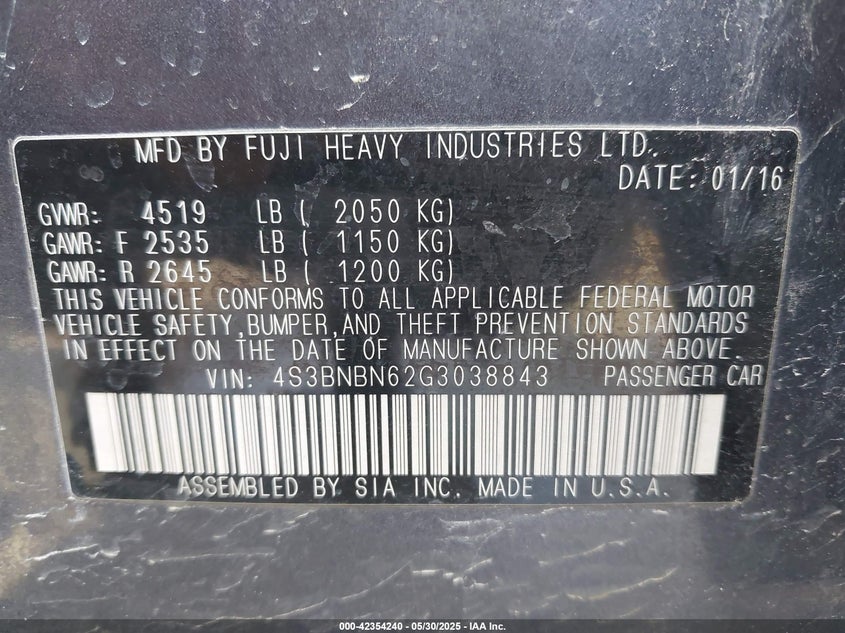 MFD BY FUJI HEAVY INDUSTRIES LTD.
DATE: 01/16
GVWR: 4519 LB ( 2050 KG)
GAWR: F 2535 LB ( 1150 KG)
GAWR: R 2645 LB ( 1200 KG)
THIS VEHICLE CONFORMS TO ALL APPLICABLE FEDERAL MOTOR
VEHICLE SAFETY,BUMPER,AND THEFT PREVENTION STANDARDS
IN EFFECT ON THE DATE OF MANUFACTURE SHOWN ABOVE.
VIN: 4S3BNBN62G3038843 PASSENGER CAR
ASSEMBLED BY SIA INC. MADE IN U.S.A.
000-42354240 - 05/30/2025 - IAA Inc.